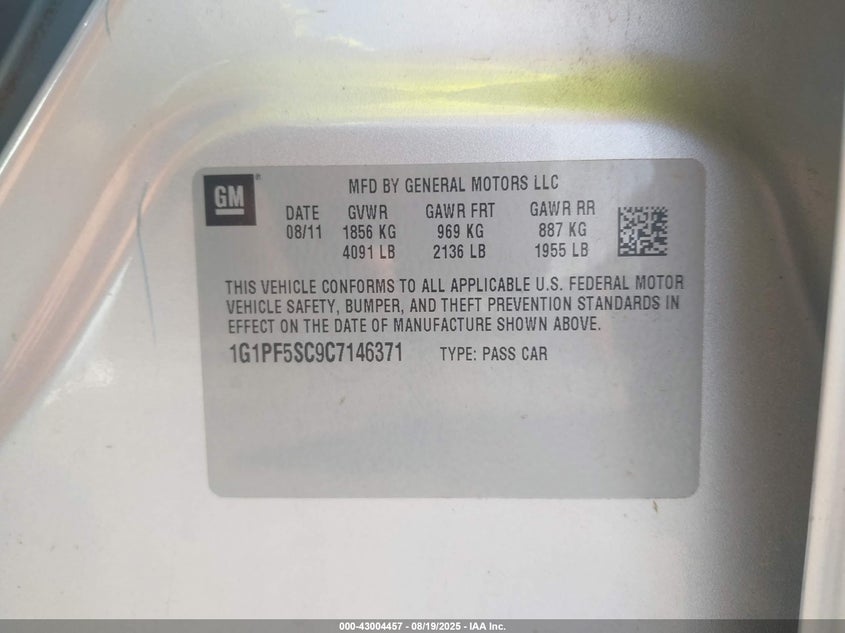 GM
MFD BY GENERAL MOTORS LLC
DATE GVWR GAWR FRT GAWR RR
08/11 1856 KG 969 KG 887 KG
4091 LB 2136 LB 1955 LB
THIS VEHICLE CONFORMS TO ALL APPLICABLE U.S. FEDERAL MOTOR
VEHICLE SAFETY, BUMPER, AND THEFT PREVENTION STANDARDS IN
EFFECT ON THE DATE OF MANUFACTURE SHOWN ABOVE.
1G1PF5SC9C7146371 TYPE: PASS CAR
000-43004457 - 08/19/2025 - IAA Inc.